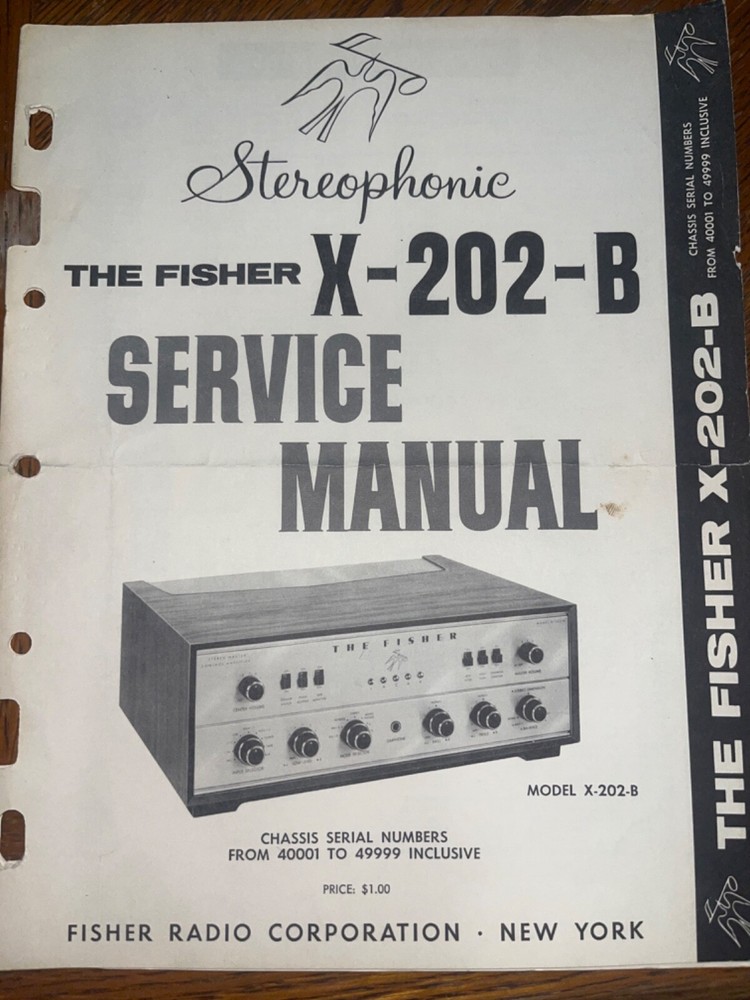 Stereophonic
THE FISHER X-202-B
SERVICE
MANUAL
THE FISHER
MODEL X-202-B
CHASSIS SERIAL NUMBERS
FROM 40001 TO 49999 INCLUSIVE
PRICE: $1.00
FISHER RADIO CORPORATION · NEW YORK
THE FISHER X-202-B
CHASSIS SERIAL NUMBERS
FROM 40001 TO 49999 INCLUSIVE